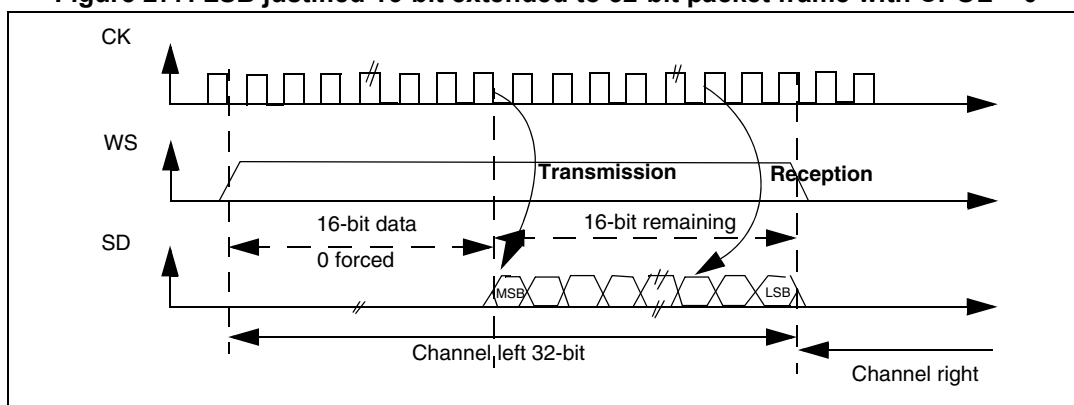 CK
WS
Transmission
Reception
16-bit data
16-bit remaining
SD
0 forced
MSB
LSB
Channel left 32-bit
Channel right